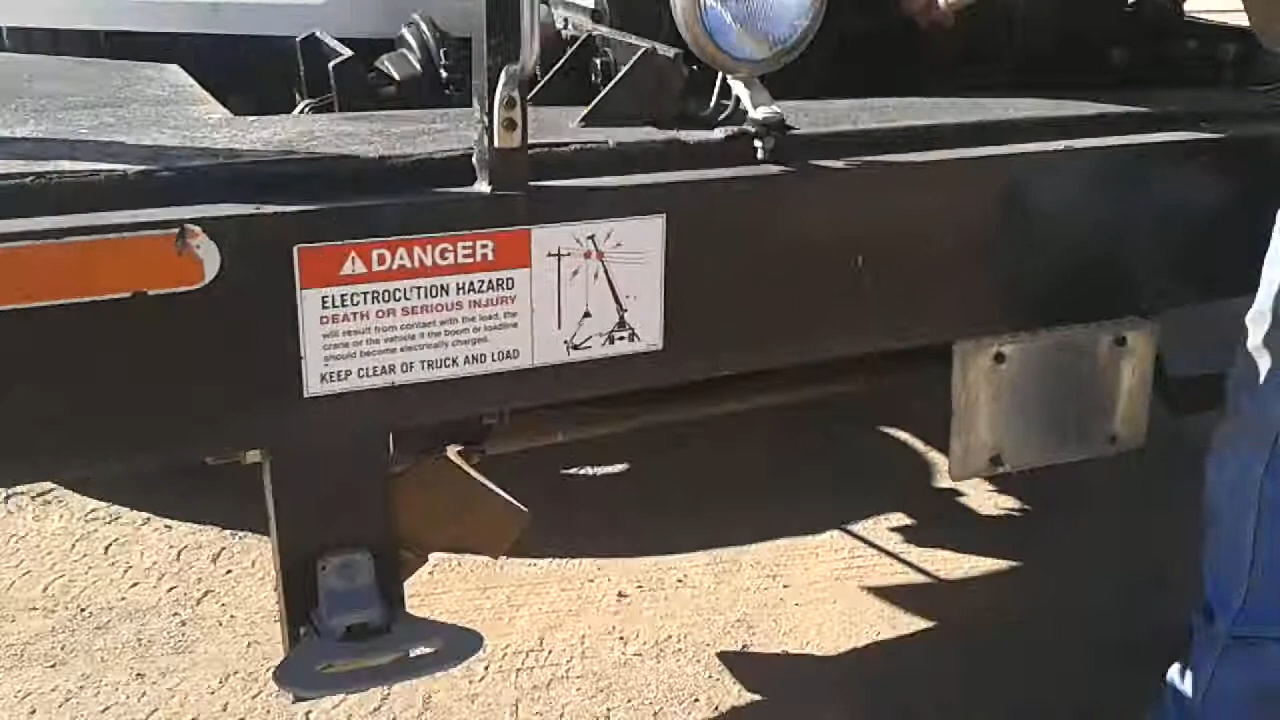 DANGER
ELECTROCUTION HAZARD
DEATH OR SERIOUS INJURY
will result from contact with the load, the
crane or the vehicle if the boom or loadline
should become electrically charged.
KEEP CLEAR OF TRUCK AND LOAD